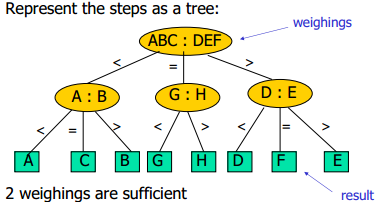 Represent the steps as a tree:
weighings
ABC : DEF
< = >
A : B G : H D : E
< = > < > < = >
A C B G H D F E
2 weighings are sufficient
result